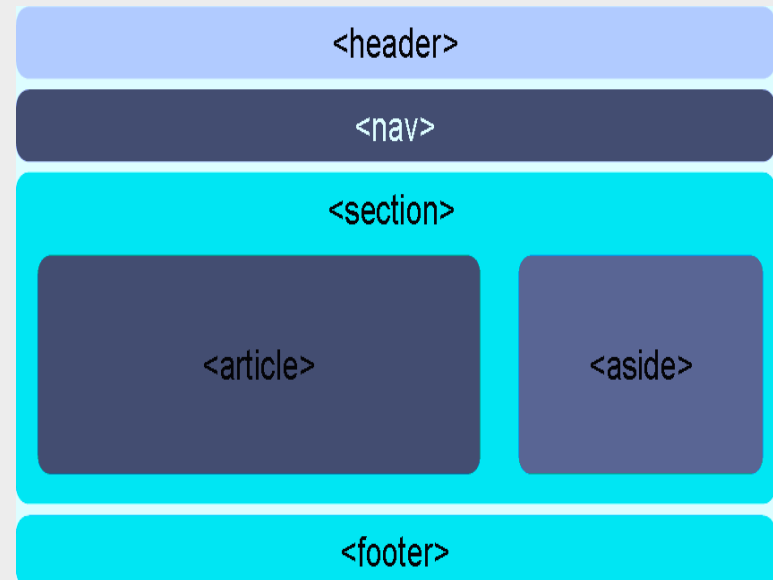 <header>
<nav>
<section>
<article>
<aside>
<footer>